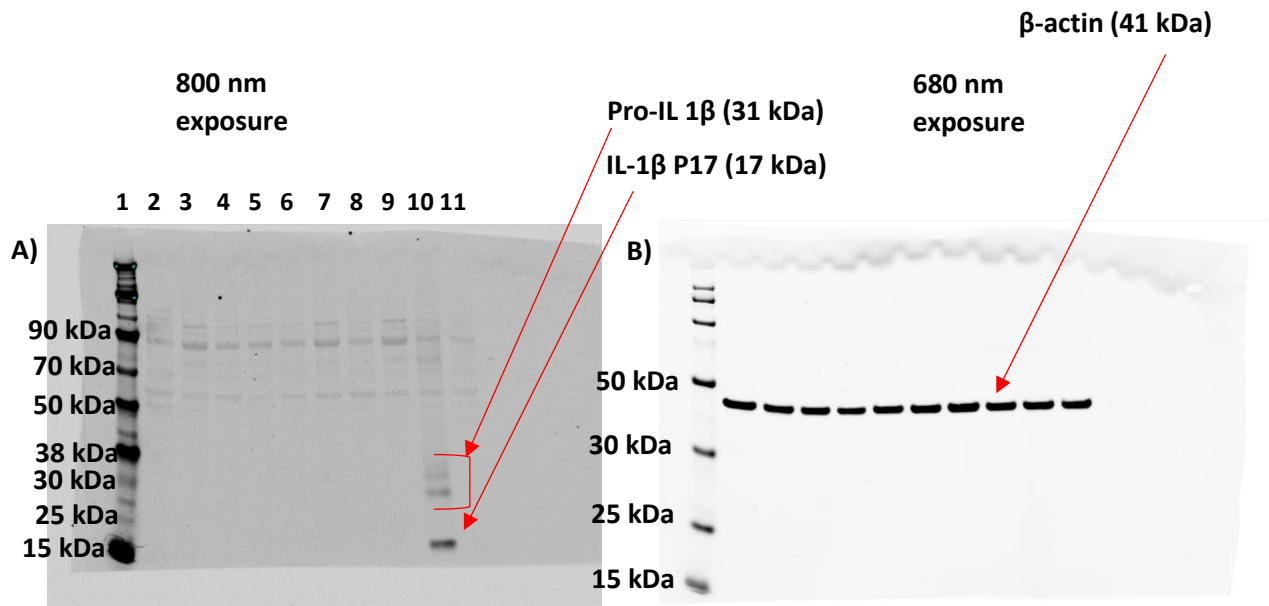 β-actin (41 kDa)
800 nm
exposure
680 nm
exposure
Pro-IL 1β (31 kDa)
IL-1β P17 (17 kDa)
1 2 3 4 5 6 7 8 9 10 11
A)
90 kDa
70 kDa
50 kDa
38 kDa
30 kDa
25 kDa
15 kDa
B)
50 kDa
30 kDa
25 kDa
15 kDa